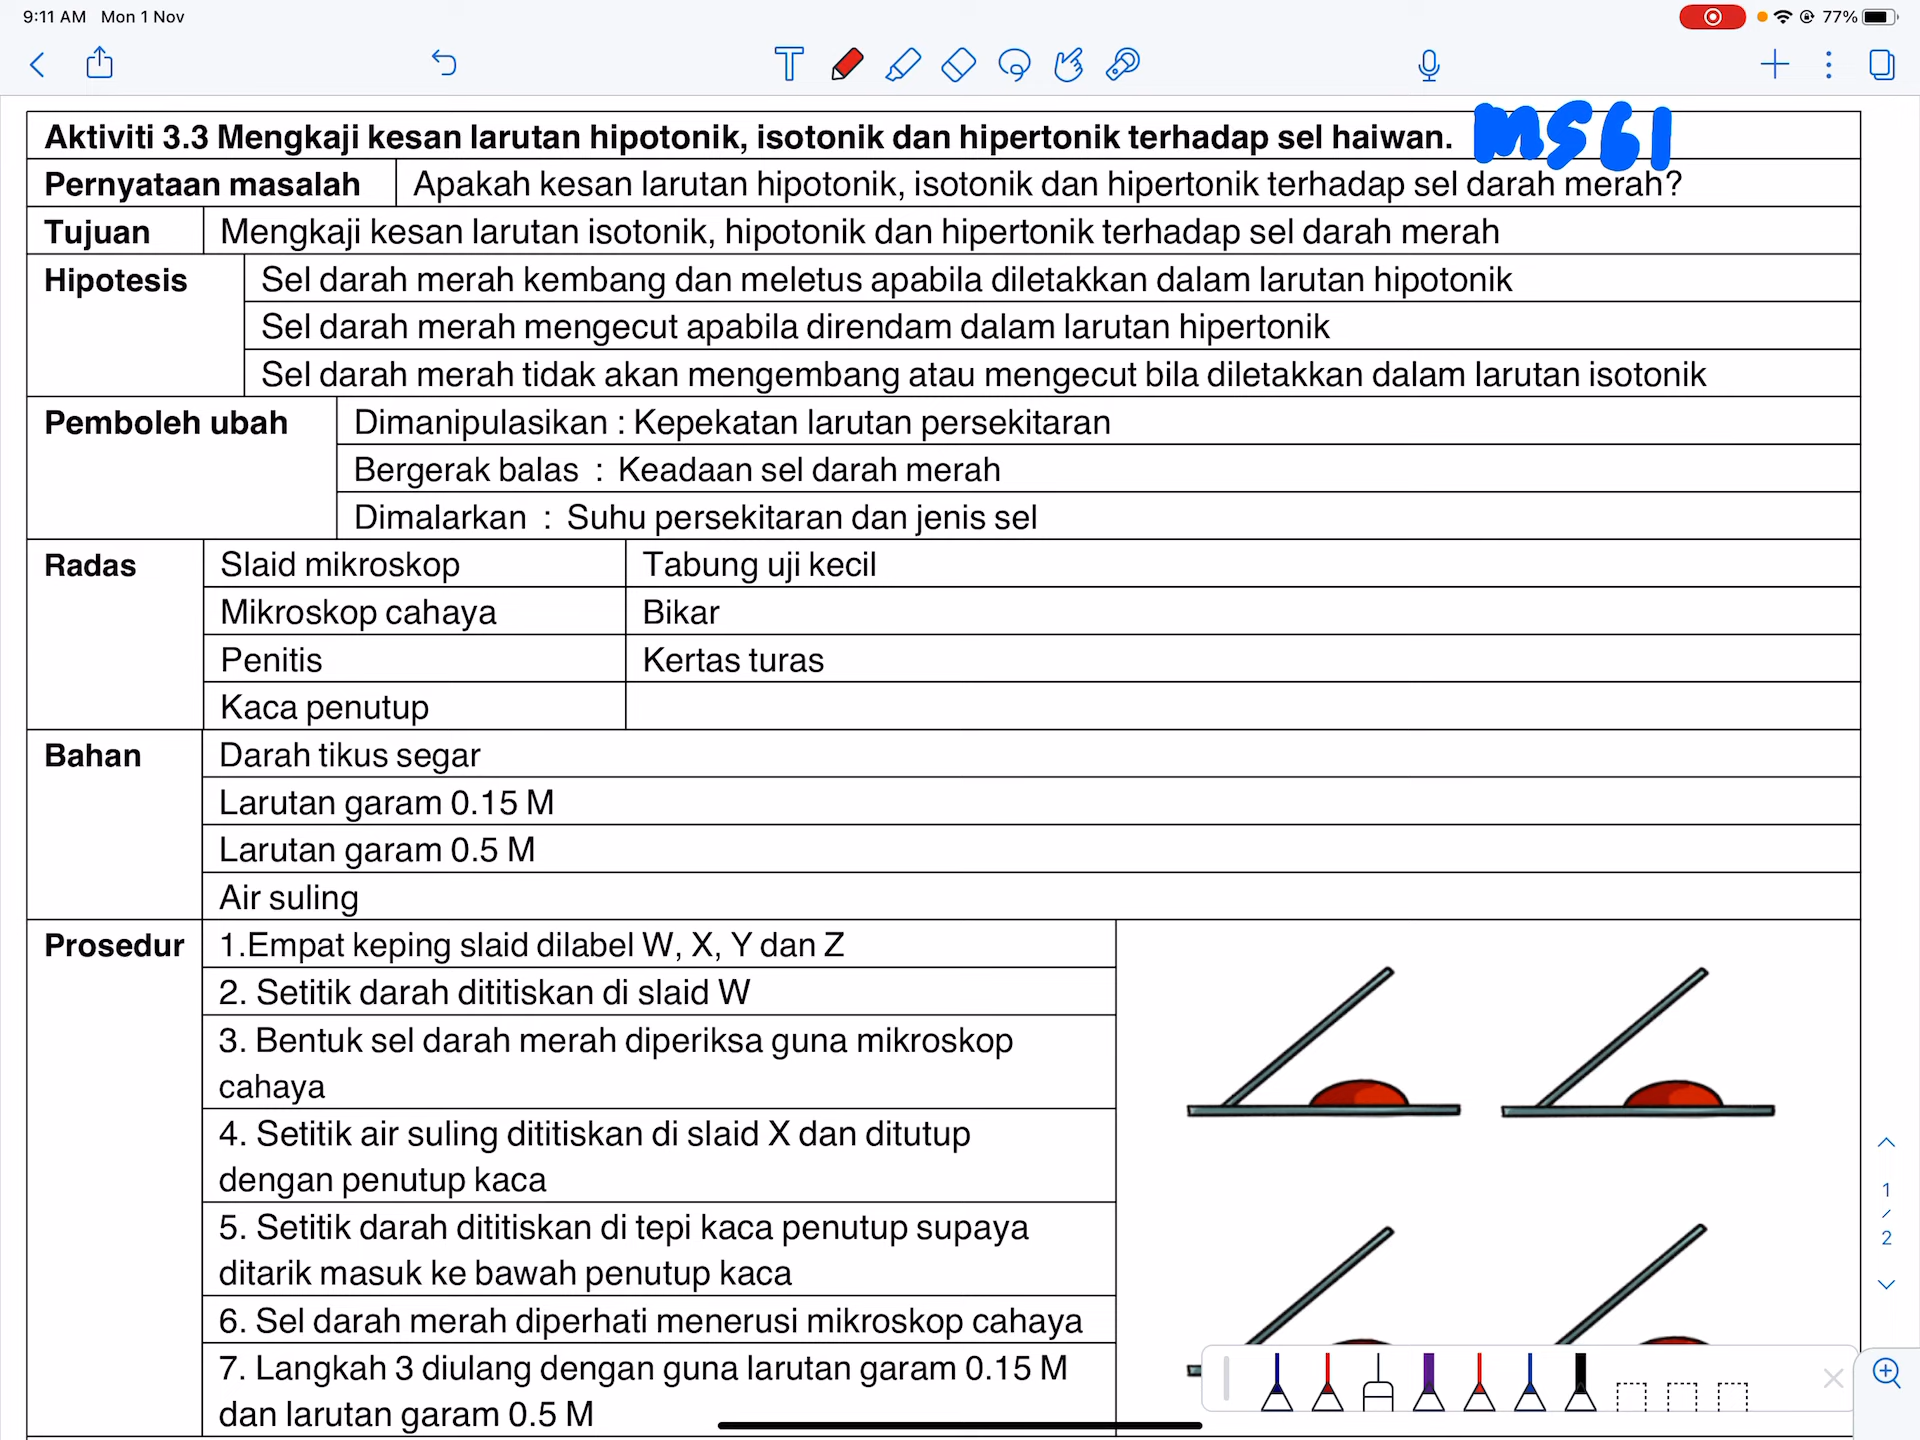 9:11 AM Mon 1 Nov
77%
Aktiviti 3.3 Mengkaji kesan larutan hipotonik, isotonik dan hipertonik terhadap sel haiwan. MS61
Pernyataan masalah Apakah kesan larutan hipotonik, isotonik dan hipertonik terhadap sel darah merah?
Tujuan Mengkaji kesan larutan isotonik, hipotonik dan hipertonik terhadap sel darah merah
Hipotesis Sel darah merah kembang dan meletus apabila diletakkan dalam larutan hipotonik
Sel darah merah mengecut apabila direndam dalam larutan hipertonik
Sel darah merah tidak akan mengembang atau mengecut bila diletakkan dalam larutan isotonik
Pemboleh ubah Dimanipulasikan : Kepekatan larutan persekitaran
Bergerak balas : Keadaan sel darah merah
Dimalarkan : Suhu persekitaran dan jenis sel
Radas Slaid mikroskop Tabung uji kecil
Mikroskop cahaya Bikar
Penitis Kertas turas
Kaca penutup
Bahan Darah tikus segar
Larutan garam 0.15 M
Larutan garam 0.5 M
Air suling
Prosedur 1.Empat keping slaid dilabel W, X, Y dan Z
2. Setitik darah dititiskan di slaid W
3. Bentuk sel darah merah diperiksa guna mikroskop
cahaya
4. Setitik air suling dititiskan di slaid X dan ditutup
dengan penutup kaca
5. Setitik darah dititiskan di tepi kaca penutup supaya
ditarik masuk ke bawah penutup kaca
6. Sel darah merah diperhati menerusi mikroskop cahaya
7. Langkah 3 diulang dengan guna larutan garam 0.15 M
dan larutan garam 0.5 M
1
/
2